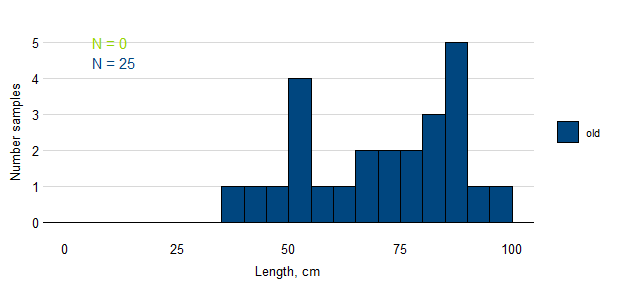 N = 0
N = 25
5
4
3
2
1
0
Number samples
0 25 50 75 100
Length, cm
old